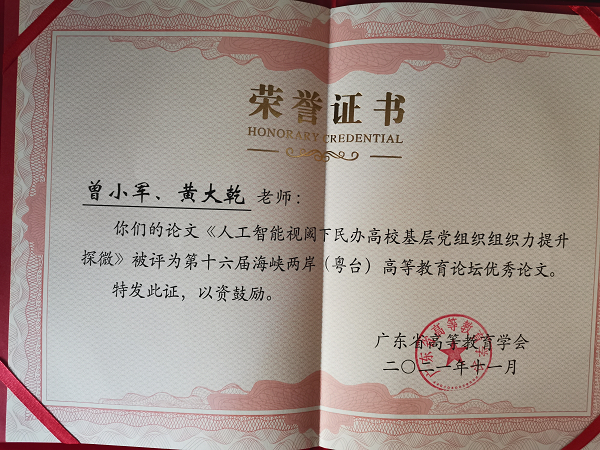 荣誉证书
HONORARY CREDENTIAL
曾小军、黄大乾 老师：
你们的论文《人工智能视阈下民办高校基层党组织组织力提升
探微》被评为第十六届海峡两岸（粤台）高等教育论坛优秀论文。
特发此证，以资鼓励。
广东省高等教育学会
二〇二一年十一月